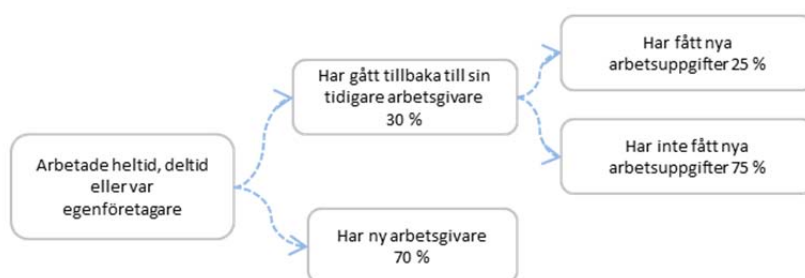 Arbetade heltid, deltid
eller var
egenföretagare
Har gått tillbaka till sin
tidigare arbetsgivare
30 %
Har ny arbetsgivare
70 %
Har fått nya
arbetsuppgifter 25 %
Har inte fått nya
arbetsuppgifter 75 %